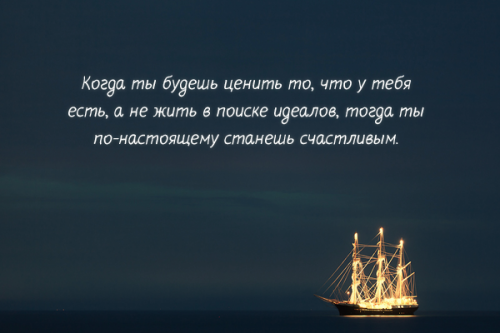 Когда ты будешь ценить то, что у тебя
есть, а не жить в поиске идеалов, тогда ты
по-настоящему станешь счастливым.